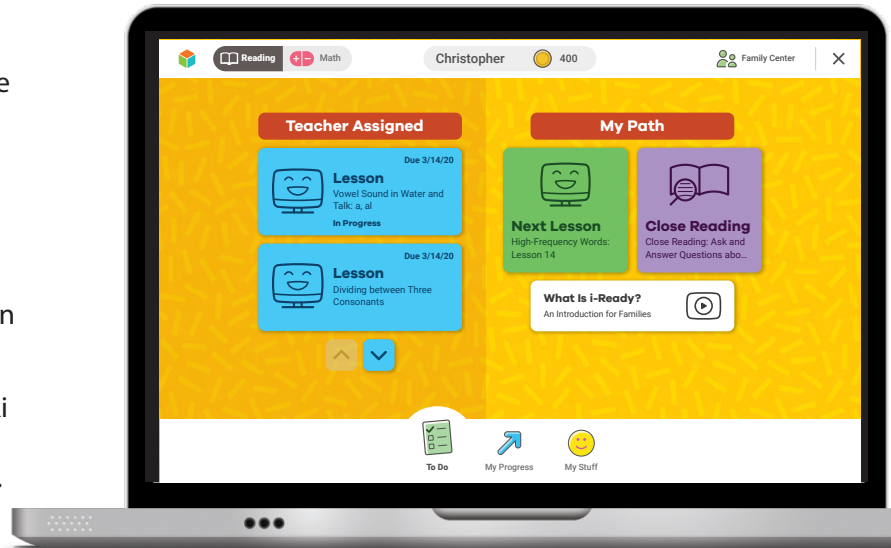 e
n
i
.
Reading
Math
Christopher
400
Family Center
Teacher Assigned
Due 3/14/20
Lesson
Vowel Sound in Water and
Talk: a, al
In Progress
Due 3/14/20
Lesson
Dividing between Three
Consonants
My Path
Next Lesson
High-Frequency Words:
Lesson 14
Close Reading
Close Reading: Ask and
Answer Questions abo...
What Is i-Ready?
An Introduction for Families
To Do
My Progress
My Stuff